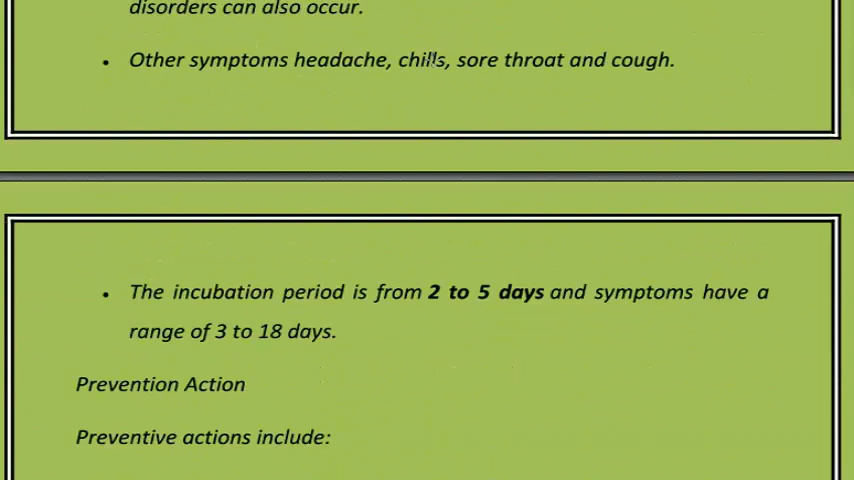 disorders can also occur.
• Other symptoms headache, chills, sore throat and cough.
• The incubation period is from 2 to 5 days and symptoms have a
range of 3 to 18 days.
Prevention Action
Preventive actions include: